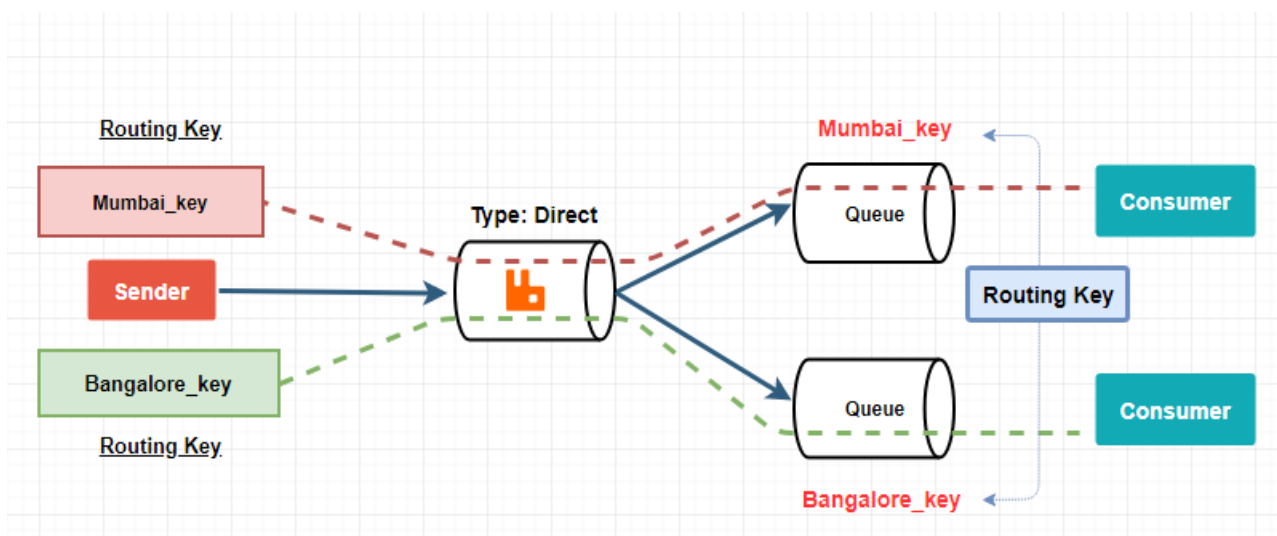 Routing Key
Mumbai_key
Mumbai_key
Consumer
Type: Direct
Queue
Sender
Routing Key
Bangalore_key
Queue
Consumer
Routing Key
Bangalore_key